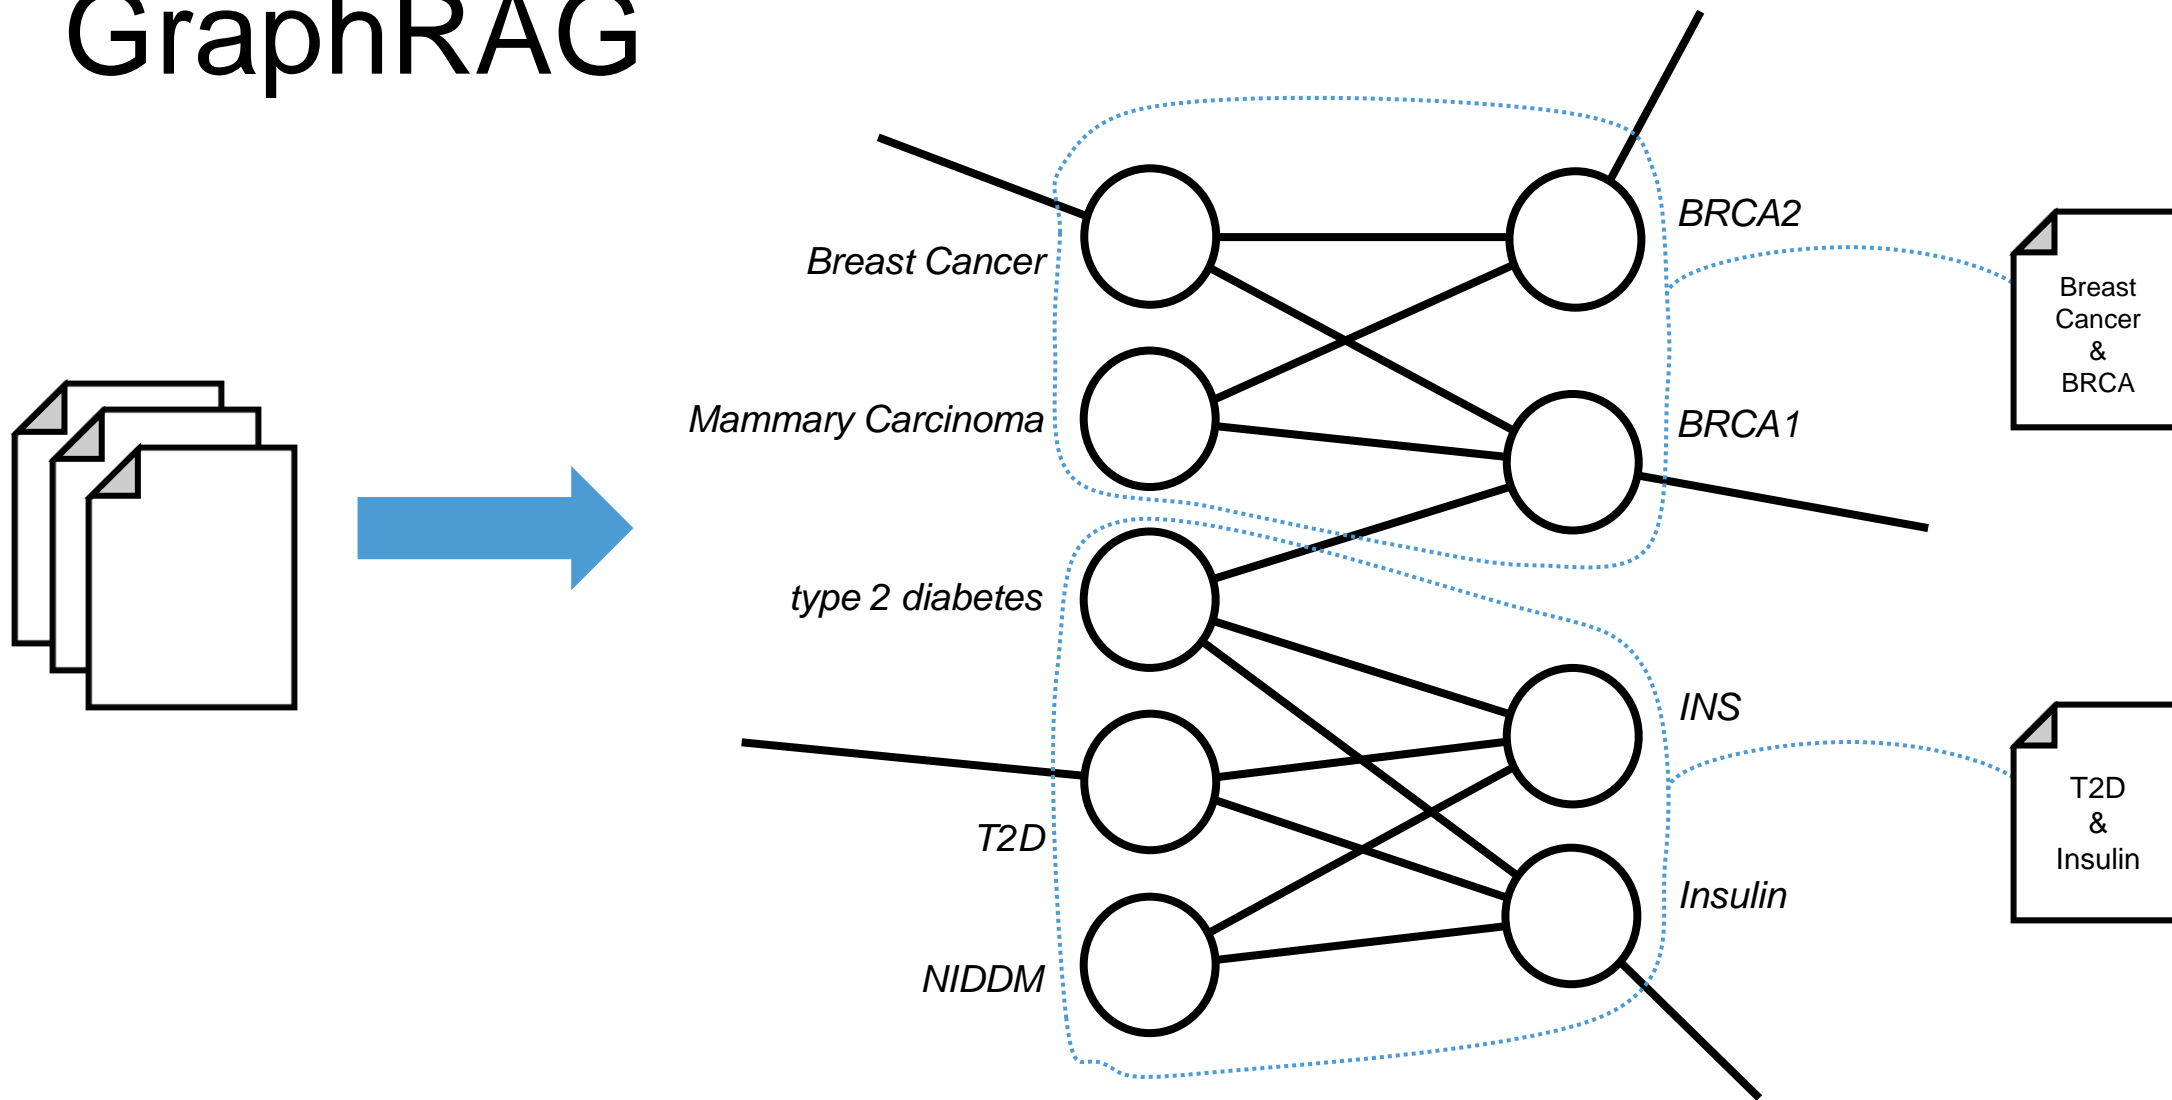 GraphRAG
Breast Cancer
Mammary Carcinoma
type 2 diabetes
T2D
NIDDM
BRCA2
BRCA1
INS
Insulin
Breast
Cancer
&
BRCA
T2D
&
Insulin